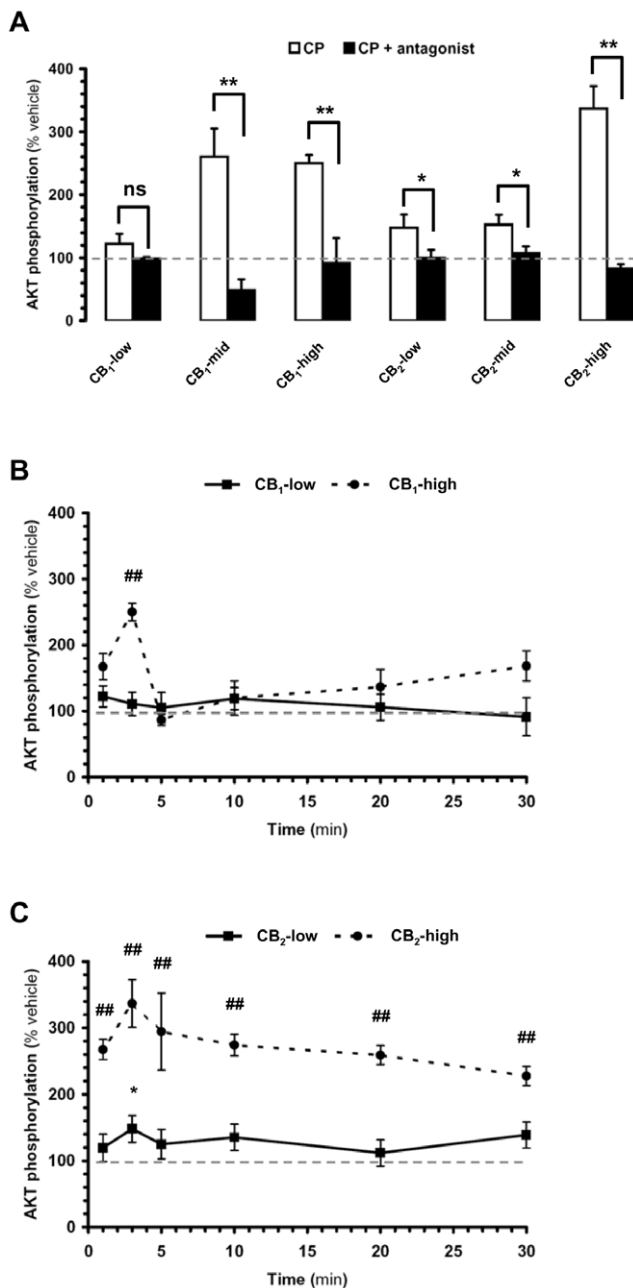 A
CP CP + antagonist
AKT phosphorylation (% vehicle)
400
300
200
100
0
ns
**
**
*
*
**
CB₁-low
CB₁-mid
CB₁-high
CB₂-low
CB₂-mid
CB₂-high
B
CB₁-low CB₁-high
AKT phosphorylation (% vehicle)
400
300
200
100
0
##
0 5 10 15 20 25 30
Time (min)
C
CB₂-low CB₂-high
AKT phosphorylation (% vehicle)
400
300
200
100
0
## ## ## ## ## ##
*
0 5 10 15 20 25 30
Time (min)